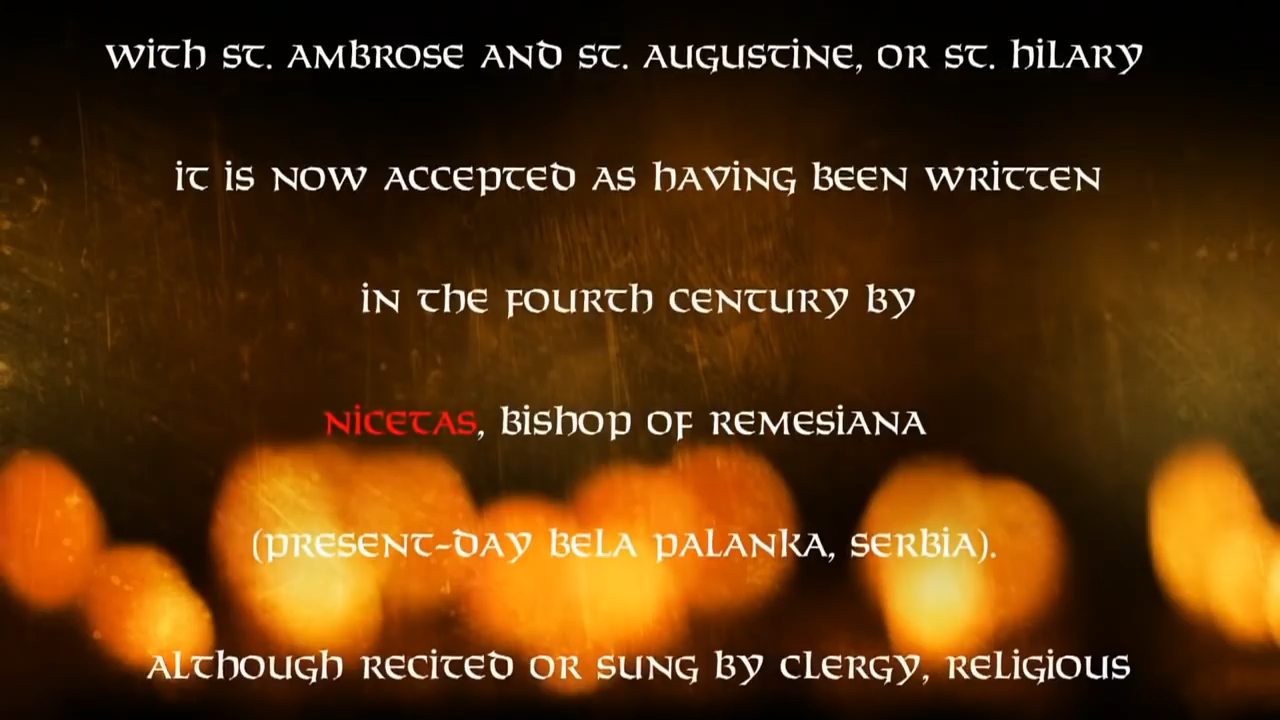 with St. Ambrose and St. Augustine, or St. Hilary
it is now accepted as having been written
in the fourth century by
Nicetas, bishop of Remesiana
(present-day Bela Palanka, Serbia).
Although recited or sung by clergy, religious